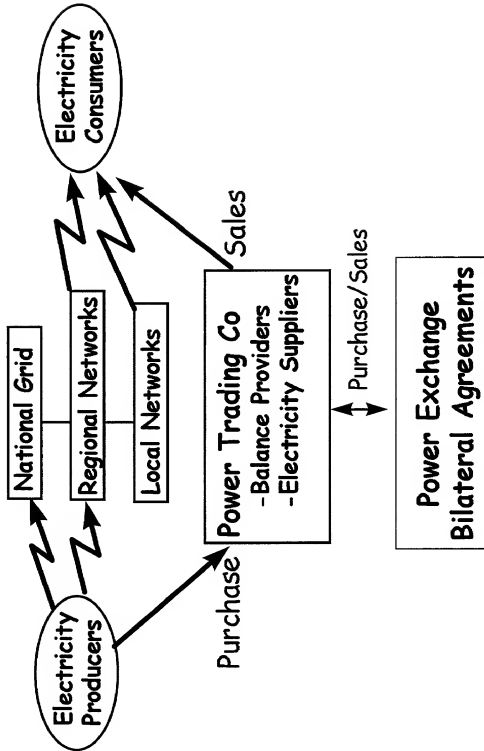 Electricity
Producers
National Grid
Regional Networks
Local Networks
Electricity
Consumers
Purchase
Power Trading Co
-Balance Providers
-Electricity Suppliers
Sales
Purchase/Sales
Power Exchange
Bilateral Agreements